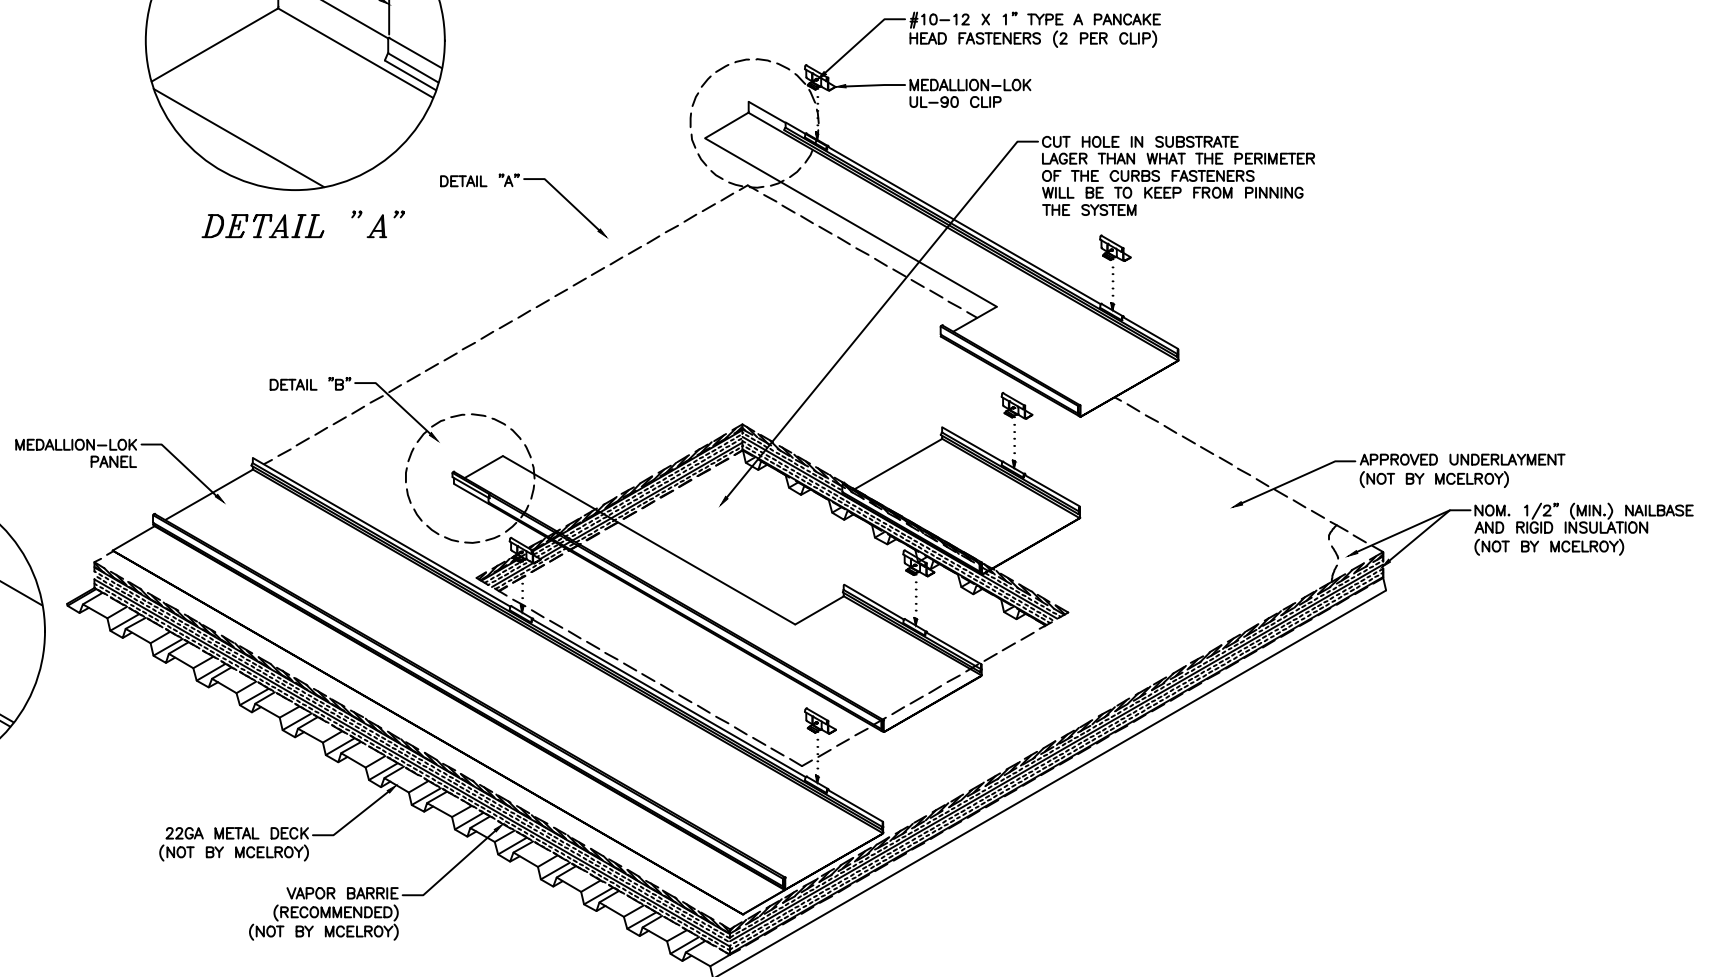 #10-12 X 1" TYPE A PANCAKE
HEAD FASTENERS (2 PER CLIP)
MEDALLION-LOK
UL-90 CLIP
CUT HOLE IN SUBSTRATE
LAGER THAN WHAT THE PERIMETER
OF THE CURBS FASTENERS
WILL BE TO KEEP FROM PINNING
THE SYSTEM
DETAIL "A"
DETAIL "A"
DETAIL "B"
MEDALLION-LOK
PANEL
APPROVED UNDERLAYMENT
(NOT BY MCELROY)
NOM. 1/2" (MIN.) NAILBASE
AND RIGID INSULATION
(NOT BY MCELROY)
22GA METAL DECK
(NOT BY MCELROY)
VAPOR BARRIE
(RECOMMENDED)
(NOT BY MCELROY)